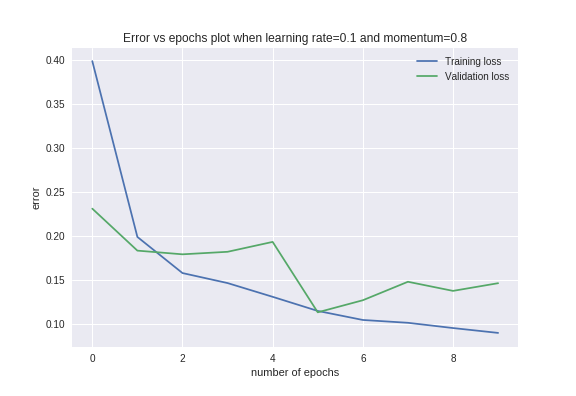 Error vs epochs plot when learning rate=0.1 and momentum=0.8
Training loss
Validation loss
0.40
0.35
0.30
0.25
0.20
0.15
0.10
error
0 2 4 6 8
number of epochs